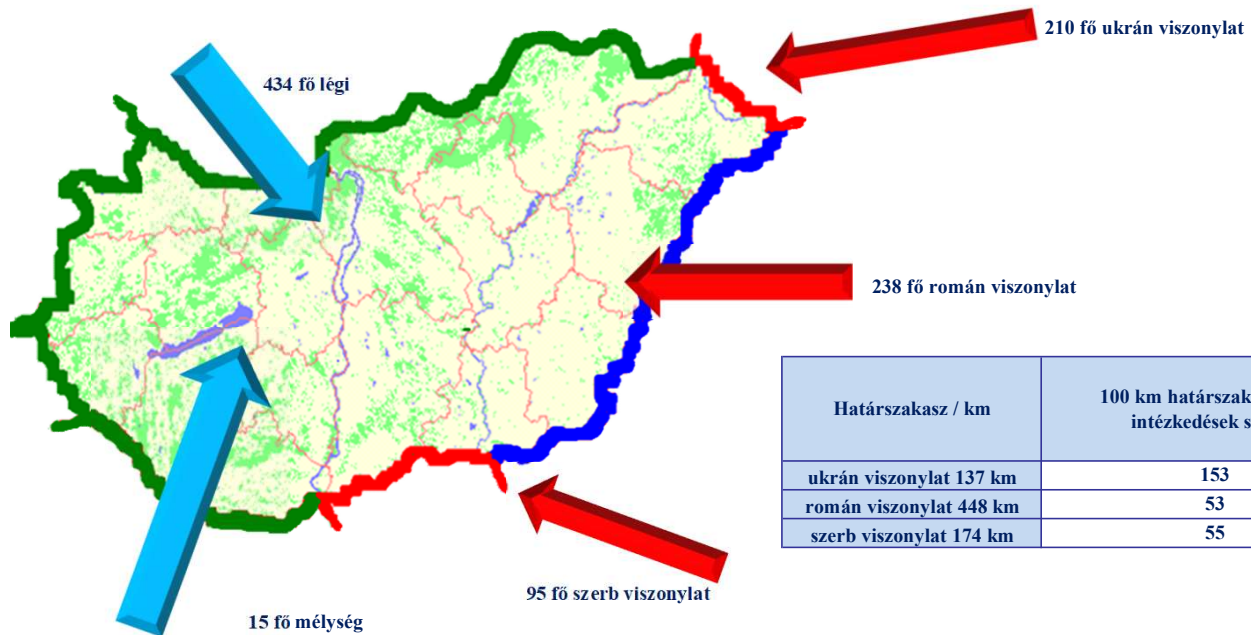 210 fő ukrán viszonylat
434 fő légi
238 fő román viszonylat
Határszakasz / km
100 km határszak
intézkedések s
ukrán viszonylat 137 km 153
román viszonylat 448 km 53
szerb viszonylat 174 km 55
95 fő szerb viszonylat
15 fő mélység